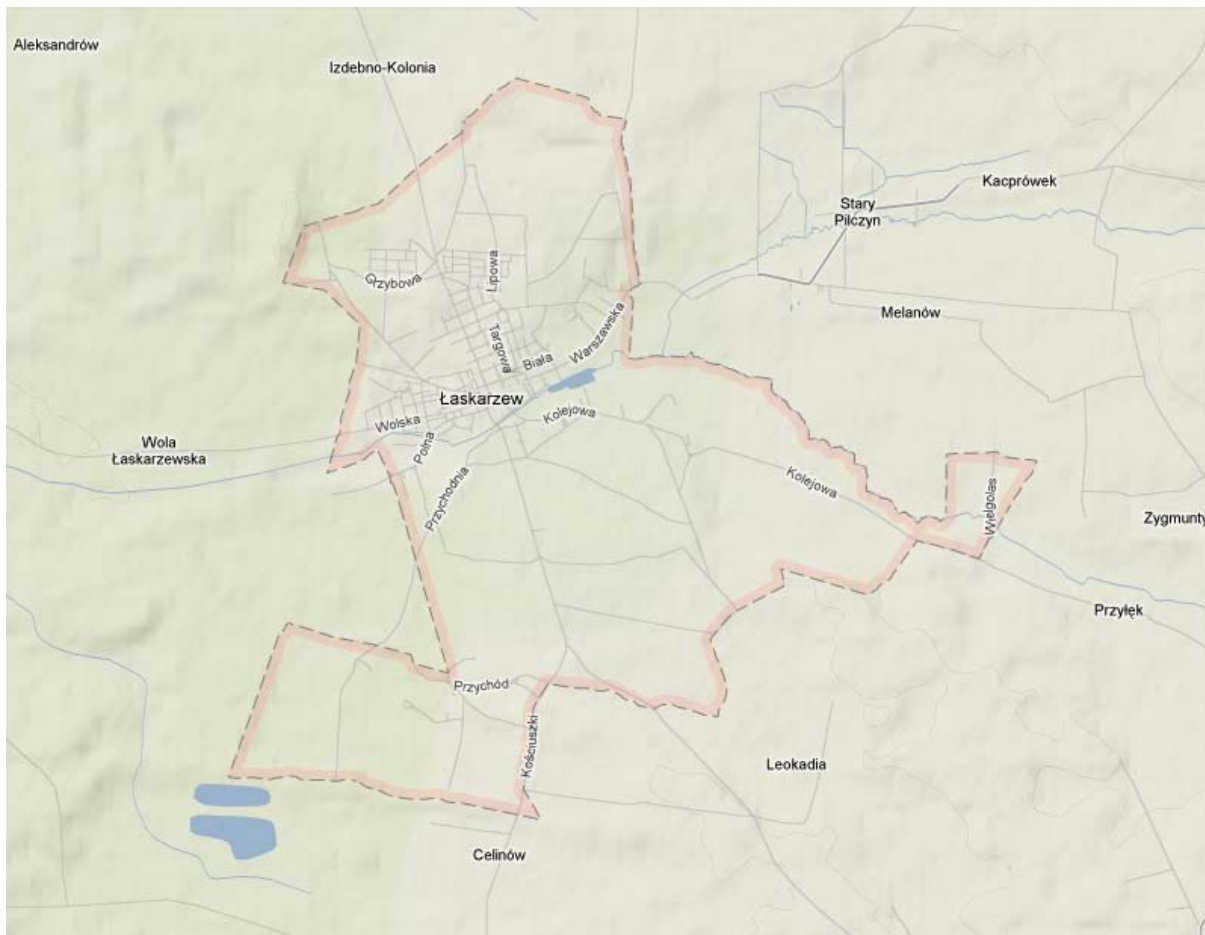 Aleksandrów
Izdebno-Kolonia
Kacprówek
Stary
Pilczyn
Grzybowa
Lipowa
Melanów
Targowa
Warszawska
Biała
Łaskarzew
Kolejowa
Wolska
Wola
Łaskarzewska
Polna
Przychodnia
Kolejowa
Wełgolas
Zygmunty
Przyłęk
Przychód
Kościuszki
Leokadia
Celinów